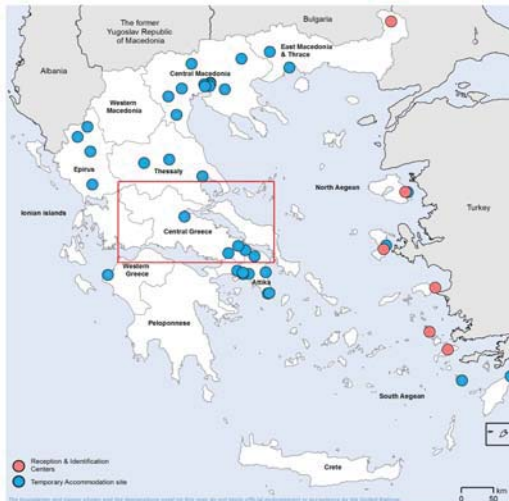 Bulgaria
The former
Yugoslav Republic
of Macedonia
East Macedonia
& Thrace
Albania
Central Macedonia
Western
Macedonia
Epirus
Thessaly
North Aegean
Turkey
Ionian islands
Central Greece
Western
Greece
Attika
Peloponnese
South Aegean
Reception & Identification
Centers
Temporary Accommodation site
Crete
0
50
km